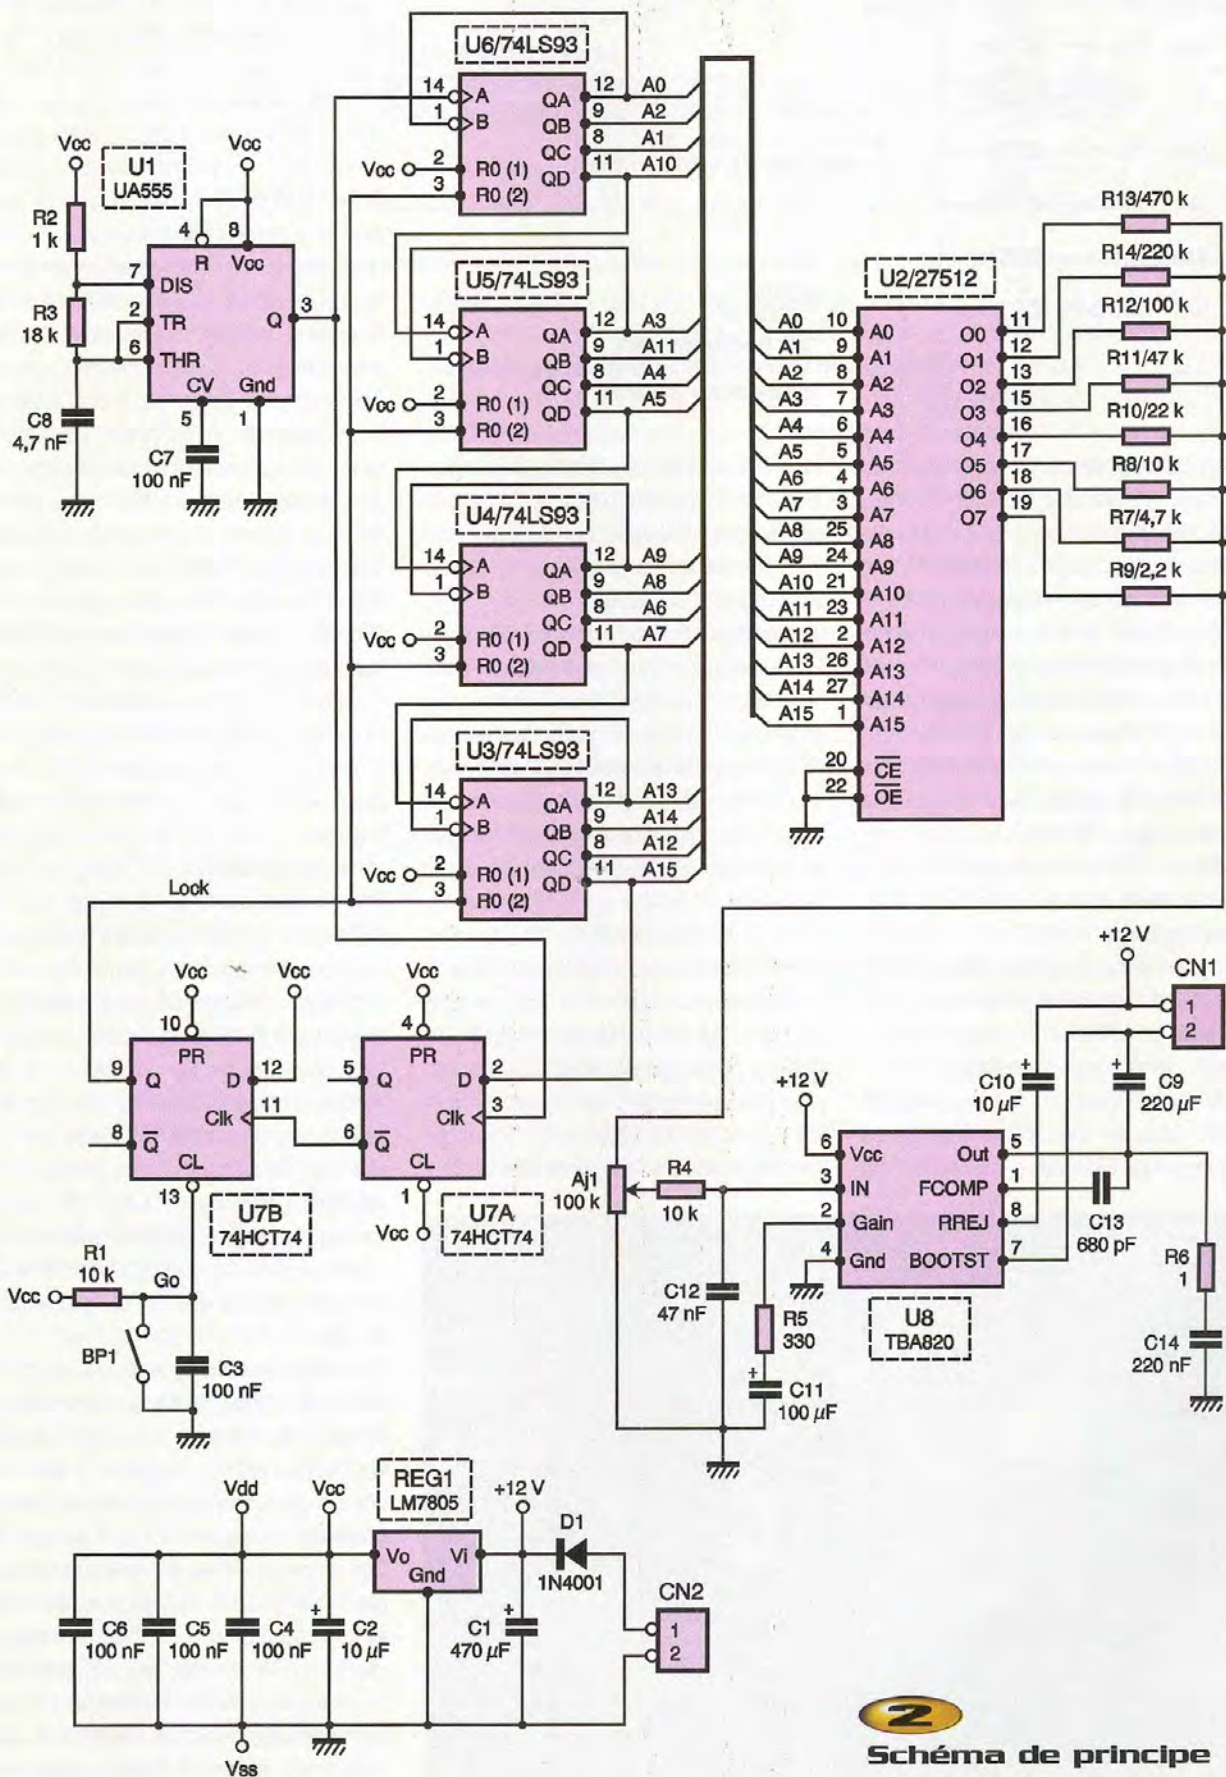 U6/74LS93
14
A
QA
12
A0
1
B
QB
9
A2
QC
8
A1
Vcc
2
R0 (1)
QD
11
A10
3
R0 (2)
Vcc
U1
UA555
Vcc
R2
1 k
4
R
8
Vcc
7
DIS
2
TR
Q
3
R3
18 k
6
THR
CV
Gnd
5
1
C8
4,7 nF
C7
100 nF
U5/74LS93
14
A
QA
12
A3
1
B
QB
9
A11
QC
8
A4
Vcc
2
R0 (1)
QD
11
A5
3
R0 (2)
U4/74LS93
14
A
QA
12
A9
1
B
QB
9
A8
QC
8
A6
Vcc
2
R0 (1)
QD
11
A7
3
R0 (2)
U3/74LS93
14
A
QA
12
A13
1
B
QB
9
A14
QC
8
A12
Vcc
2
R0 (1)
QD
11
A15
3
R0 (2)
Lock
U2/27512
A0 10 A0
A1 9 A1
A2 8 A2
A3 7 A3
A4 6 A4
A5 5 A5
A6 4 A6
A7 3 A7
A8 25 A8
A9 24 A9
A10 21 A10
A11 23 A11
A12 2 A12
A13 26 A13
A14 27 A14
A15 1 A15
20 CE
22 OE
O0 11
O1 12
O2 13
O3 15
O4 16
O5 17
O6 18
O7 19
R13/470 k
R14/220 k
R12/100 k
R11/47 k
R10/22 k
R8/10 k
R7/4,7 k
R9/2,2 k
Vcc
Vcc
Vcc
10
PR
9
Q
D
12
Clk
11
8
Q
CL
13
U7B
74HCT74
4
PR
5
Q
D
2
Clk
3
6
Q
CL
1
Vcc
U7A
74HCT74
R1
10 k
Vcc
Go
BP1
C3
100 nF
+12 V
CN1
1
2
C10
10 µF
+
C9
220 µF
+
+12 V
6
Vcc
Out
5
3
IN
FCOMP
1
2
Gain
RREJ
8
4
Gnd
BOOTST
7
U8
TBA820
Aj1
100 k
R4
10 k
C12
47 nF
R5
330
+
C11
100 µF
C13
680 pF
R6
1
C14
220 nF
Vdd
Vcc
REG1
LM7805
+12 V
D1
1N4001
Vo
Vi
Gnd
CN2
1
2
C6
100 nF
C5
100 nF
C4
100 nF
+
C2
10 µF
C1
470 µF
+
Vss
2
Schéma de principe